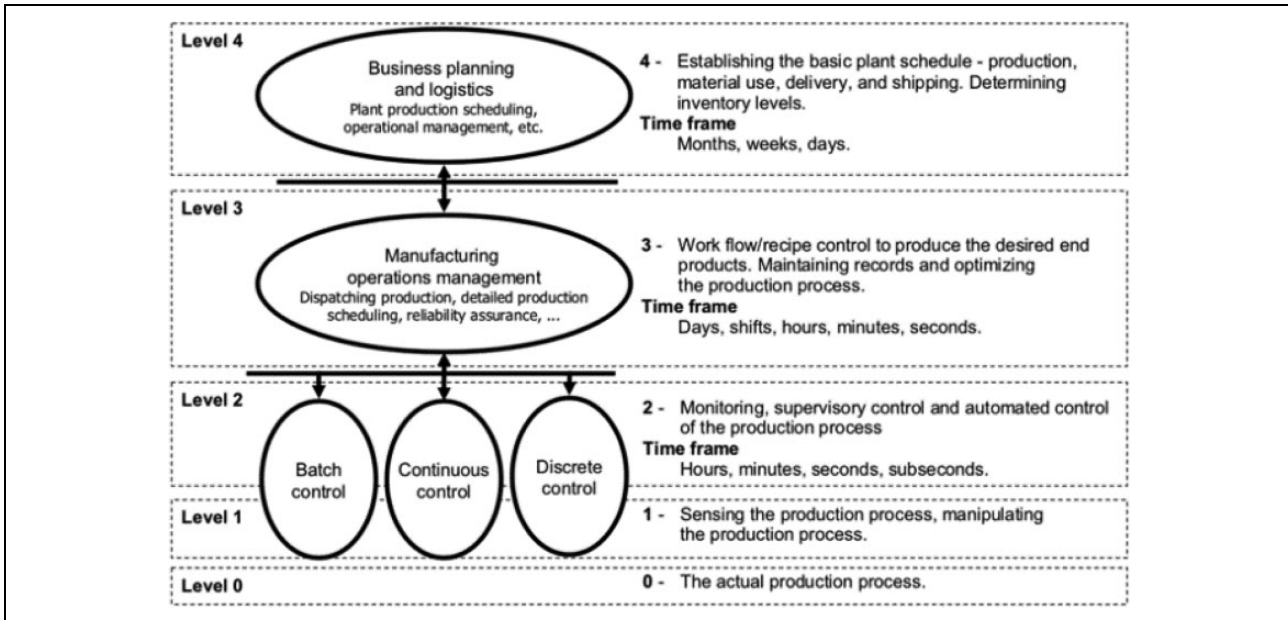 Level 4
Business planning
and logistics
Plant production scheduling,
operational management, etc.
4 - Establishing the basic plant schedule - production,
material use, delivery, and shipping. Determining
inventory levels.
Time frame
Months, weeks, days.
Level 3
Manufacturing
operations management
Dispatching production, detailed production
scheduling, reliability assurance, ...
3 - Work flow/recipe control to produce the desired end
products. Maintaining records and optimizing
the production process.
Time frame
Days, shifts, hours, minutes, seconds.
Level 2
Batch
control
Continuous
control
Discrete
control
2 - Monitoring, supervisory control and automated control
of the production process
Time frame
Hours, minutes, seconds, subseconds.
Level 1
1 - Sensing the production process, manipulating
the production process.
Level 0
0 - The actual production process.